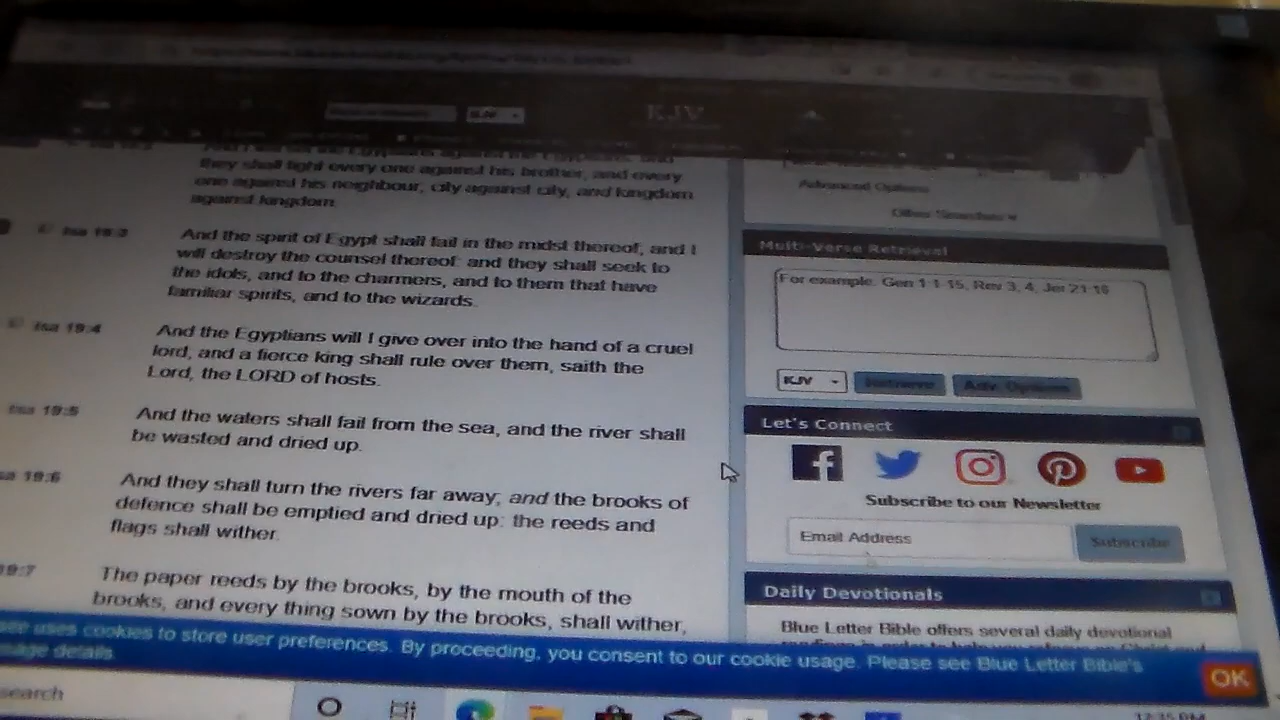 KJV
they shall fight every one against his brother, and every
one against his neighbour; city against city, and kingdom
against kingdom.
Isa 19:3
And the spirit of Egypt shall fail in the midst thereof; and I
will destroy the counsel thereof: and they shall seek to
the idols, and to the charmers, and to them that have
familiar spirits, and to the wizards.
Isa 19:4
And the Egyptians will I give over into the hand of a cruel
lord; and a fierce king shall rule over them, saith the
Lord, the LORD of hosts.
Isa 19:5
And the waters shall fail from the sea, and the river shall
be wasted and dried up.
sa 19:6
And they shall turn the rivers far away; and the brooks of
defence shall be emptied and dried up: the reeds and
flags shall wither.
19:7
The paper reeds by the brooks, by the mouth of the
brooks, and every thing sown by the brooks, shall wither,
Advanced Options
Other Searches
Multi-Verse Retrieval
For example: Gen 1:1-15, Rev 3, 4, Jer 21:16
KJV
Retrieve
Adv. Options
Let's Connect
Subscribe to our Newsletter
Email Address
Subscribe
Daily Devotionals
Blue Letter Bible offers several daily devotional
uses cookies to store user preferences. By proceeding, you consent to our cookie usage. Please see Blue Letter Bible's
usage details.
OK
search
12:35 PM